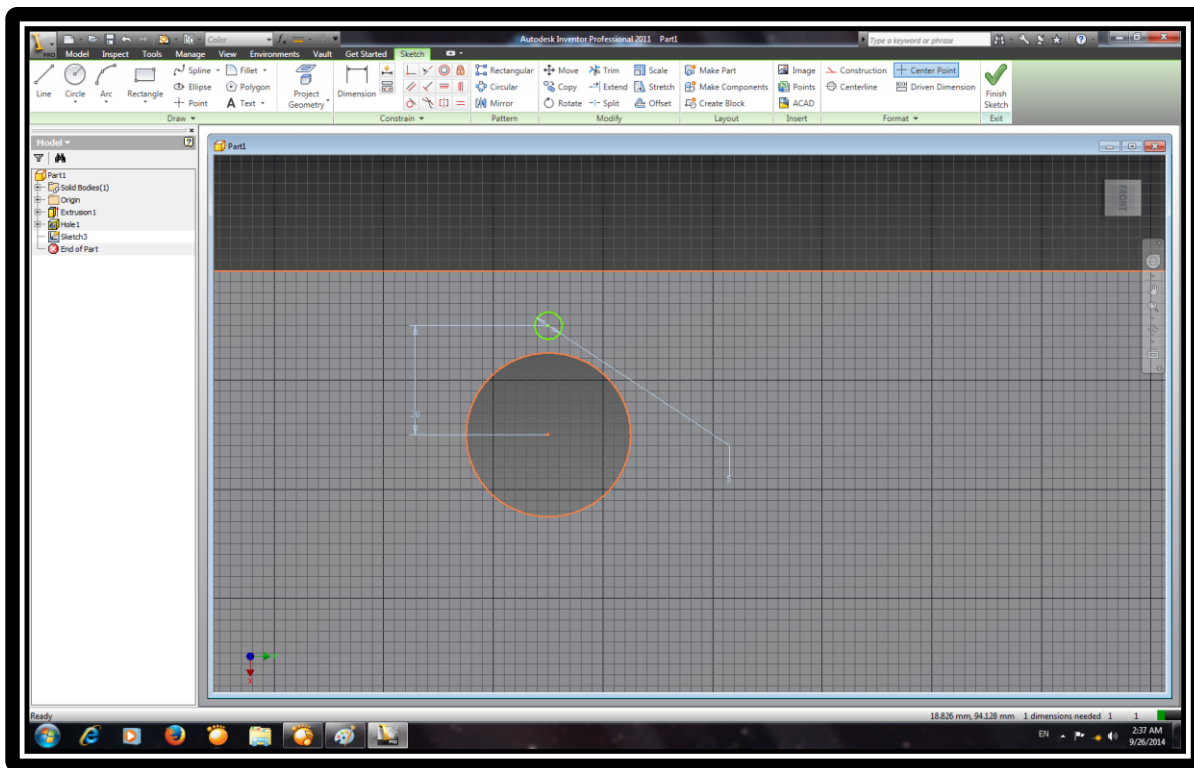 Color
Autodesk Inventor Professional 2011 Part1
Type a keyword or phrase
PRO Model Inspect Tools Manage View Environments Vault Get Started Sketch
Line Circle Arc Rectangle
Spline Fillet
Ellipse Polygon
Point A Text
Project Geometry
Dimension
Rectangular
Circular
Mirror
Move Trim Scale
Copy Extend Stretch
Rotate Split Offset
Make Part
Make Components
Create Block
Image
Points
ACAD
Construction Center Point
Centerline Driven Dimension
Finish Sketch
Draw Constrain Pattern Modify Layout Insert Format Exit
Model
Part1
Solid Bodies(1)
Origin
Extrusion1
Hole1
Sketch3
End of Part
Part1
FRONT
20
5
X
Ready
18.826 mm, 94.128 mm 1 dimensions needed 1 1
EN
2:37 AM
9/26/2014